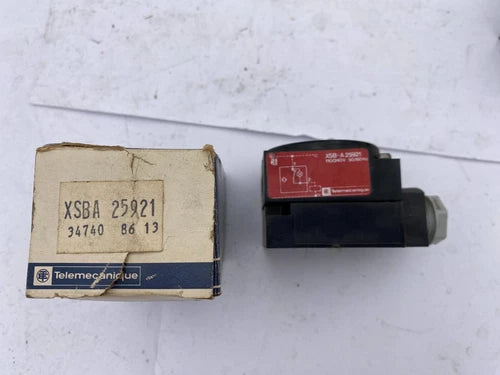 XSBA 25921
34740 86 13
Telemecanique
XSB-A 25921
Telemecanique